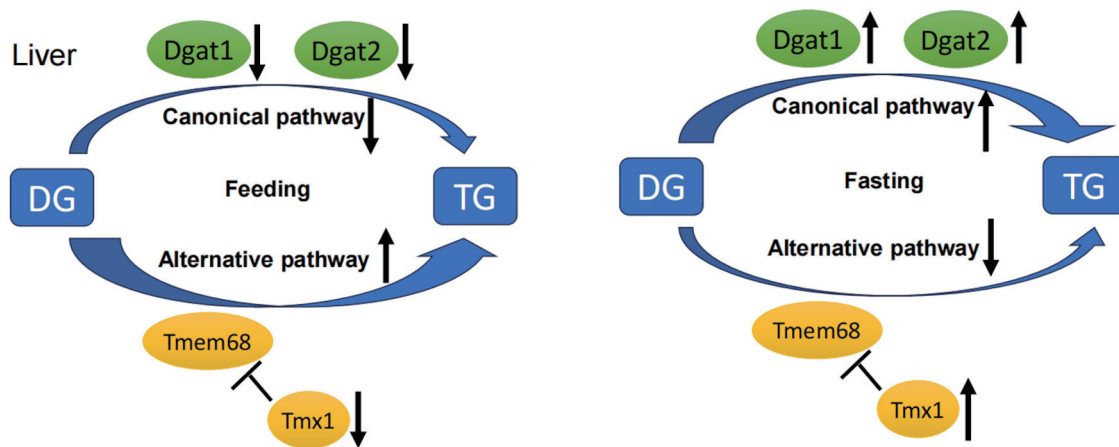 Liver
Dgat1
Dgat2
Canonical pathway
DG
Feeding
TG
Alternative pathway
Tmem68
Tmx1
Dgat1
Dgat2
Canonical pathway
DG
Fasting
TG
Alternative pathway
Tmem68
Tmx1